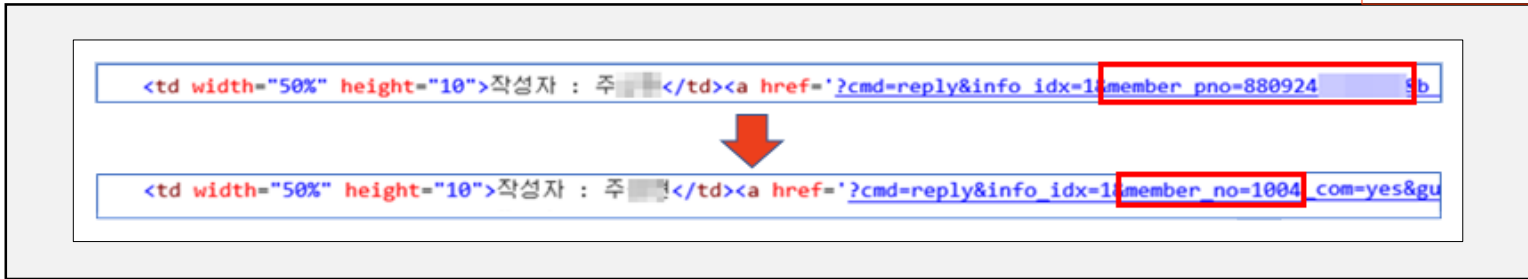 <td width="50%" height="10">작성자 : 주</td><a href='?cmd=reply&info_idx=1&member_pno=880924 &b
<td width="50%" height="10">작성자 : 주</td><a href='?cmd=reply&info_idx=1&member_no=1004_com=yes&gu